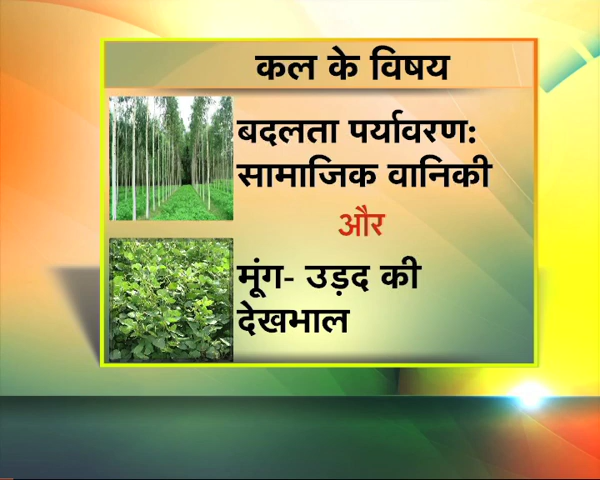 कल के विषय
बदलता पर्यावरण:
सामाजिक वानिकी
और
मूंग- उड़द की
देखभाल